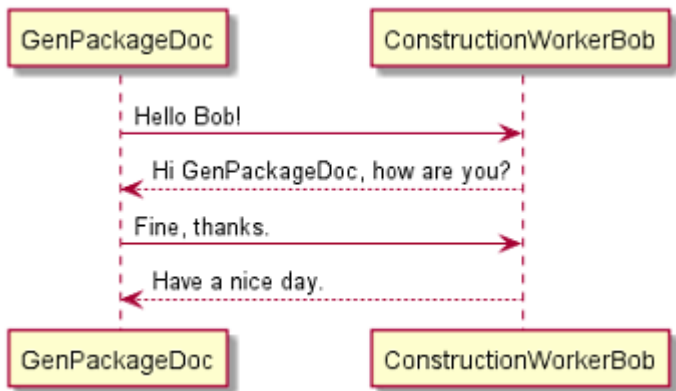 GenPackageDoc
ConstructionWorkerBob
Hello Bob!
Hi GenPackageDoc, how are you?
Fine, thanks.
Have a nice day.
GenPackageDoc
ConstructionWorkerBob